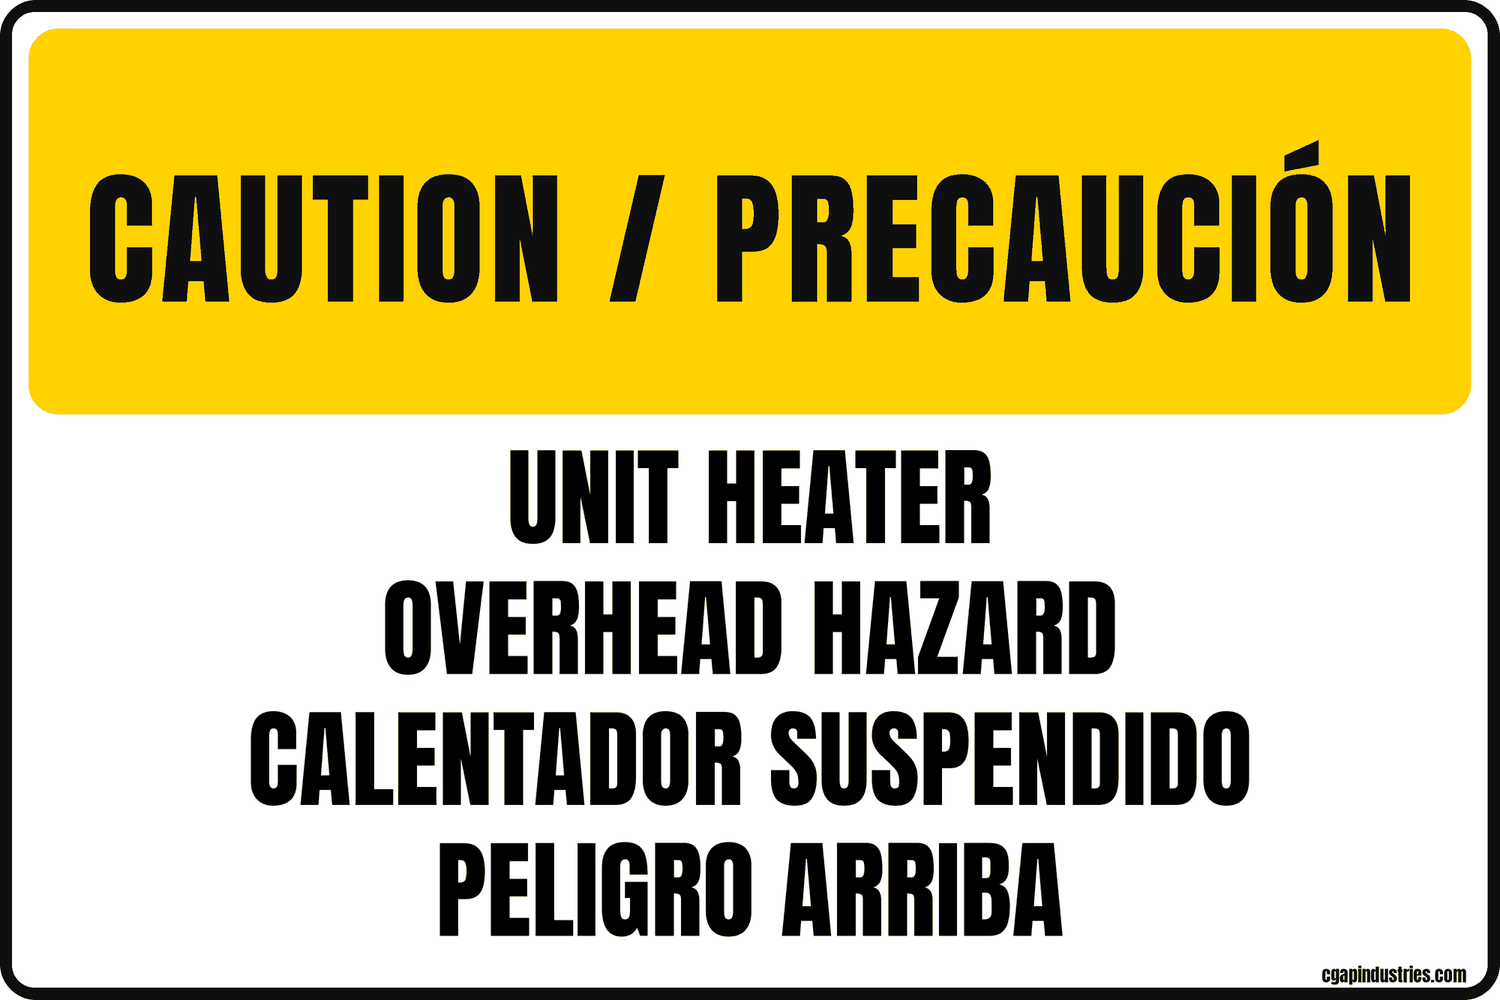 CAUTION / PRECAUCIÓN
UNIT HEATER
OVERHEAD HAZARD
CALENTADOR SUSPENDIDO
PELIGRO ARRIBA
cgapindustries.com